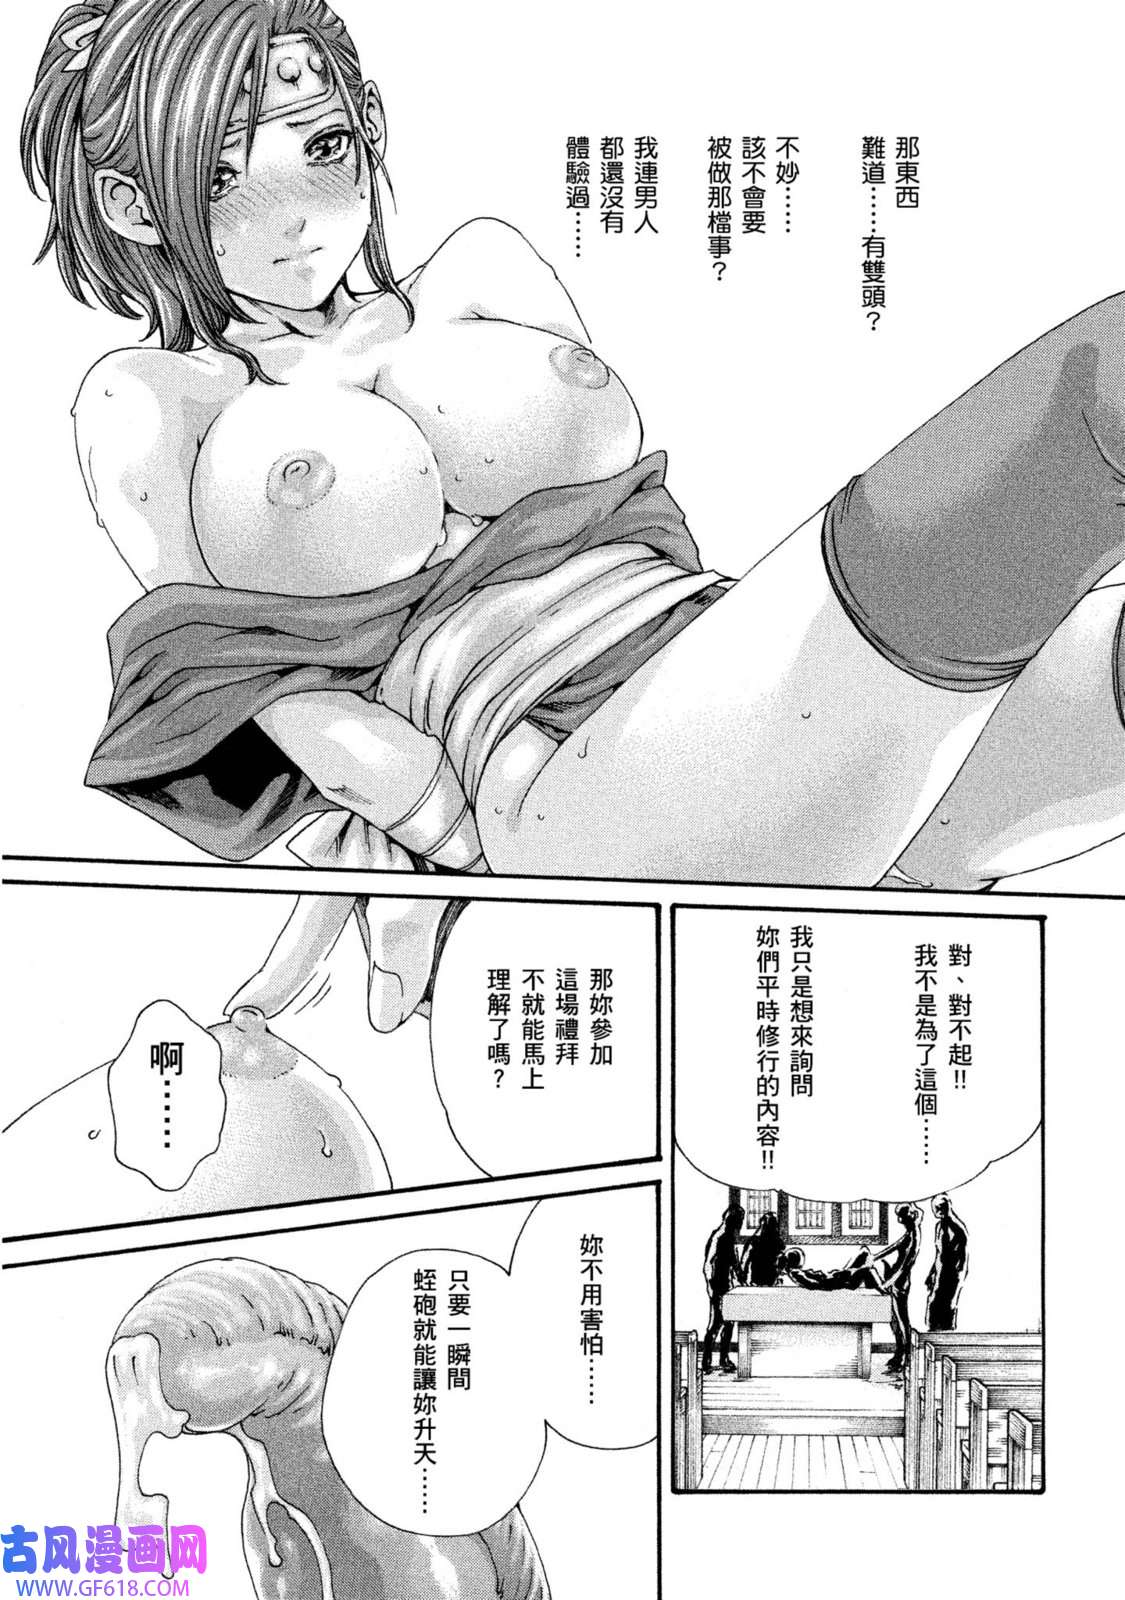 那東西
難道……有雙頭？
不妙……
該不會要
被做那檔事？
我連男人
都還沒有
體驗過……
對、對不起!!
我不是為了這個……
我只是想來詢問
妳們平時修行的內容!!
那妳參加
這場禮拜
不就能馬上
理解了嗎？
啊……
妳不用害怕……
只要一瞬間
蛭砲就能讓妳升天……
古风漫画网
WWW.GF618.COM